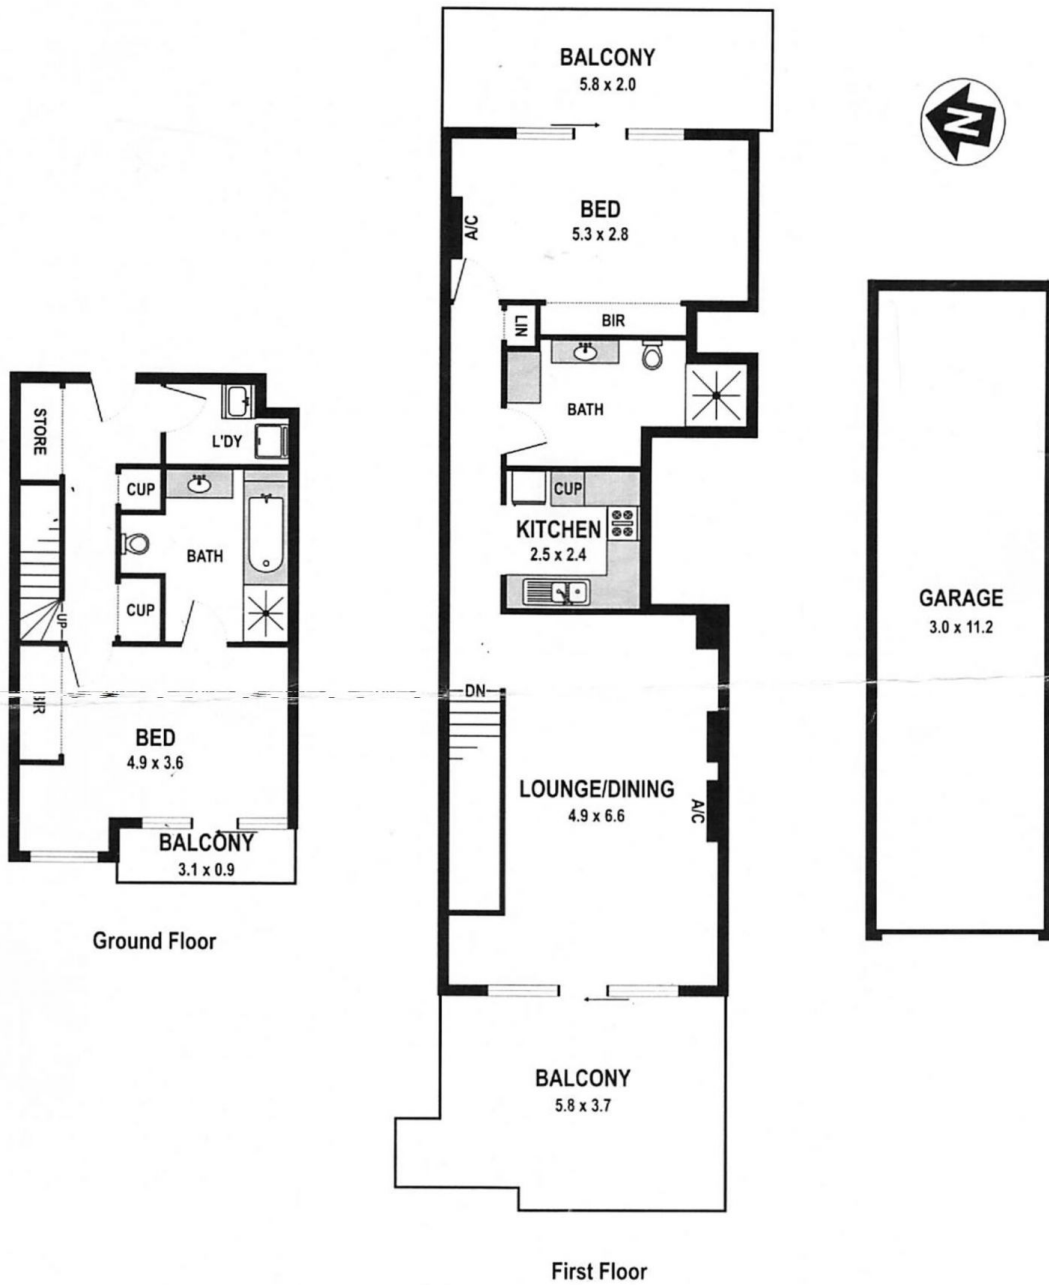 BALCONY
5.8 x 2.0
N
A/C
BED
5.3 x 2.8
LIN
BIR
BATH
CUP
KITCHEN
2.5 x 2.4
DN
LOUNGE/DINING
4.9 x 6.6
A/C
BALCONY
5.8 x 3.7
First Floor
STORE
L'DY
CUP
BATH
CUP
UP
BIR
BED
4.9 x 3.6
BALCONY
3.1 x 0.9
Ground Floor
GARAGE
3.0 x 11.2